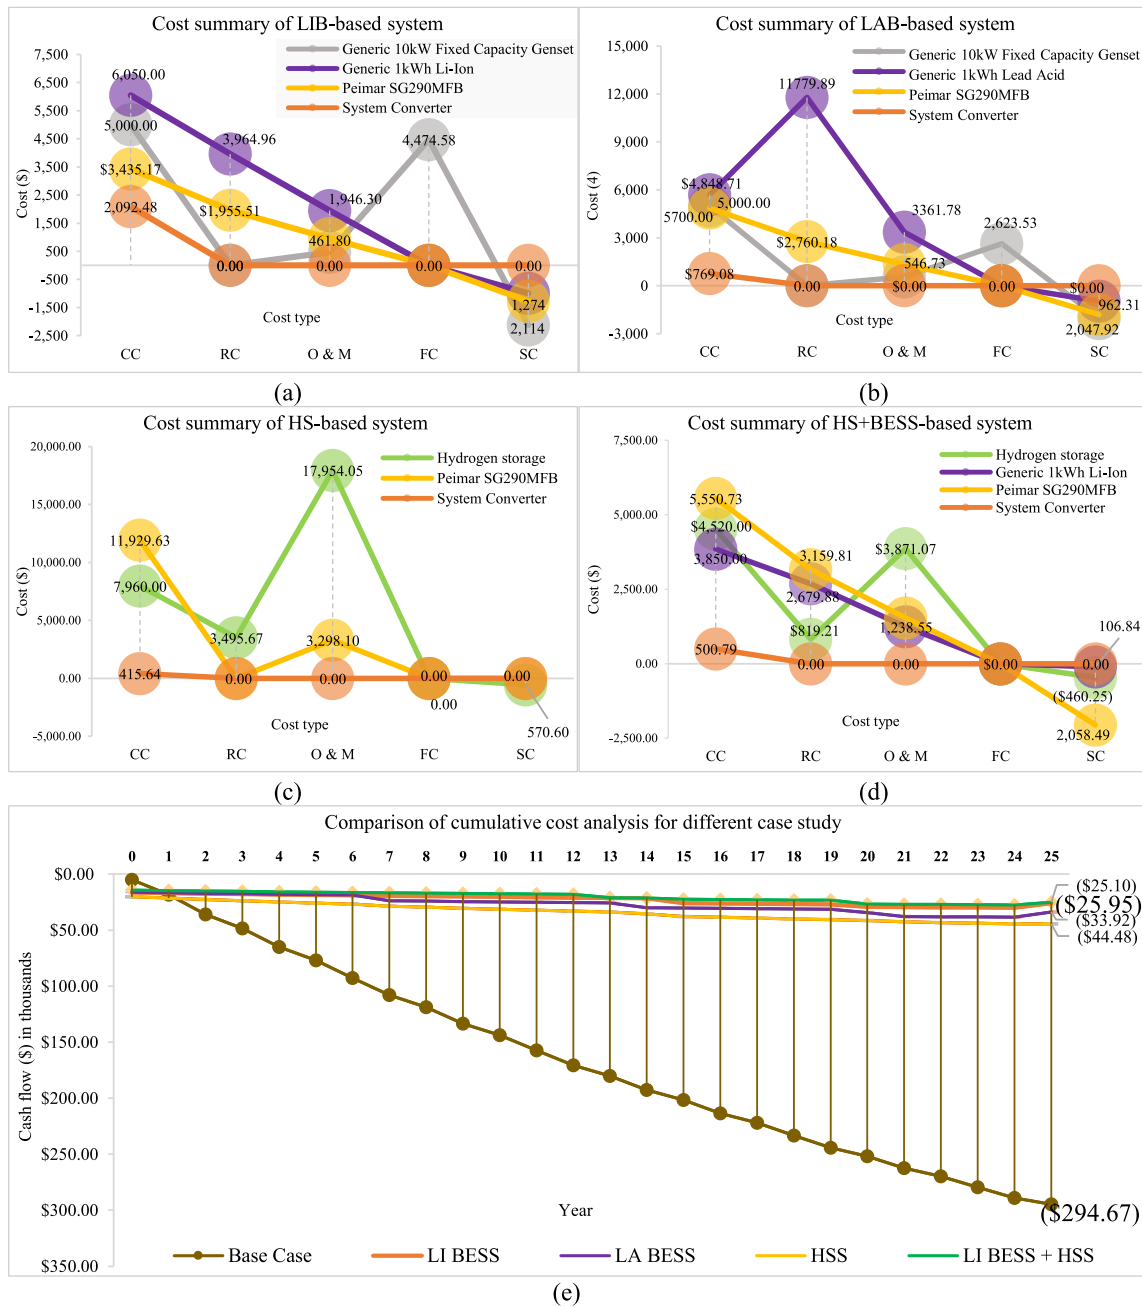 Cost summary of LIB-based system
Generic 10kW Fixed Capacity Genset
Generic 1kWh Li-Ion
Peimar SG290MFB
System Converter
7,500
6,500
5,500
4,500
3,500
2,500
1,500
500
-500
-1,500
-2,500
Cost ($)
6,050.00
5,000.00
$3,435.17
2,092.48
3,964.96
$1,955.51
0.00
1,946.30
461.80
0.00
4,474.58
0.00
0.00
1,274
2,114
Cost type
CC
RC
O & M
FC
SC
(a)
Cost summary of LAB-based system
Generic 10kW Fixed Capacity Genset
Generic 1kWh Lead Acid
Peimar SG290MFB
System Converter
15,000
12,000
9,000
6,000
3,000
0
-3,000
Cost (4)
$4,848.71
5,000.00
5700.00
$769.08
11779.89
$2,760.18
0.00
3361.78
546.73
$0.00
2,623.53
0.00
$0.00
962.31
2,047.92
Cost type
CC
RC
O & M
FC
SC
(b)
Cost summary of HS-based system
Hydrogen storage
Peimar SG290MFB
System Converter
20,000.00
15,000.00
10,000.00
5,000.00
0.00
-5,000.00
Cost ($)
11,929.63
7,960.00
415.64
3,495.67
0.00
17,954.05
3,298.10
0.00
0.00
0.00
0.00
570.60
Cost type
CC
RC
O & M
FC
SC
(c)
Cost summary of HS+BESS-based system
Hydrogen storage
Generic 1kWh Li-Ion
Peimar SG290MFB
System Converter
7,500.00
5,000.00
2,500.00
0.00
-2,500.00
Cost ($)
5,550.73
$4,520.00
3,850.00
500.79
3,159.81
2,679.88
$819.21
0.00
$3,871.07
1,238.55
0.00
$0.00
106.84
0.00
($460.25)
2,058.49
Cost type
CC
RC
O & M
FC
SC
(d)
Comparison of cumulative cost analysis for different case study
0 1 2 3 4 5 6 7 8 9 10 11 12 13 14 15 16 17 18 19 20 21 22 23 24 25
$0.00
$50.00
$100.00
$150.00
$200.00
$250.00
$300.00
$350.00
Cash flow ($) in thousands
($25.10)
($25.95)
($33.92)
($44.48)
($294.67)
Year
Base Case
LI BESS
LA BESS
HSS
LI BESS + HSS
(e)